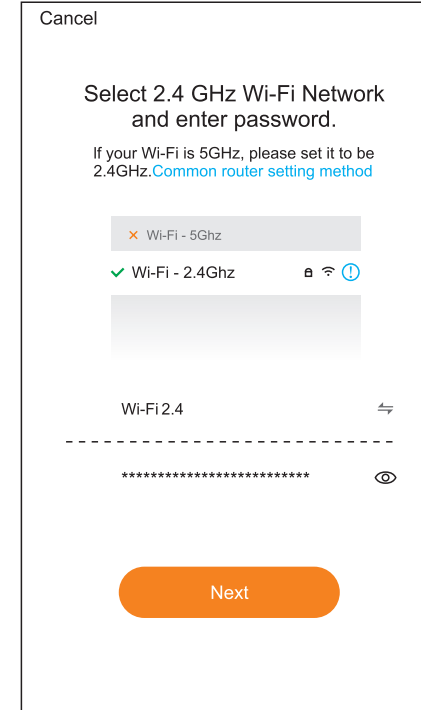 Cancel
Select 2.4 GHz Wi-Fi Network
and enter password.
If your Wi-Fi is 5GHz, please set it to be
2.4GHz.Common router setting method
Wi-Fi - 5Ghz
Wi-Fi - 2.4Ghz
Wi-Fi 2.4
**************************
Next